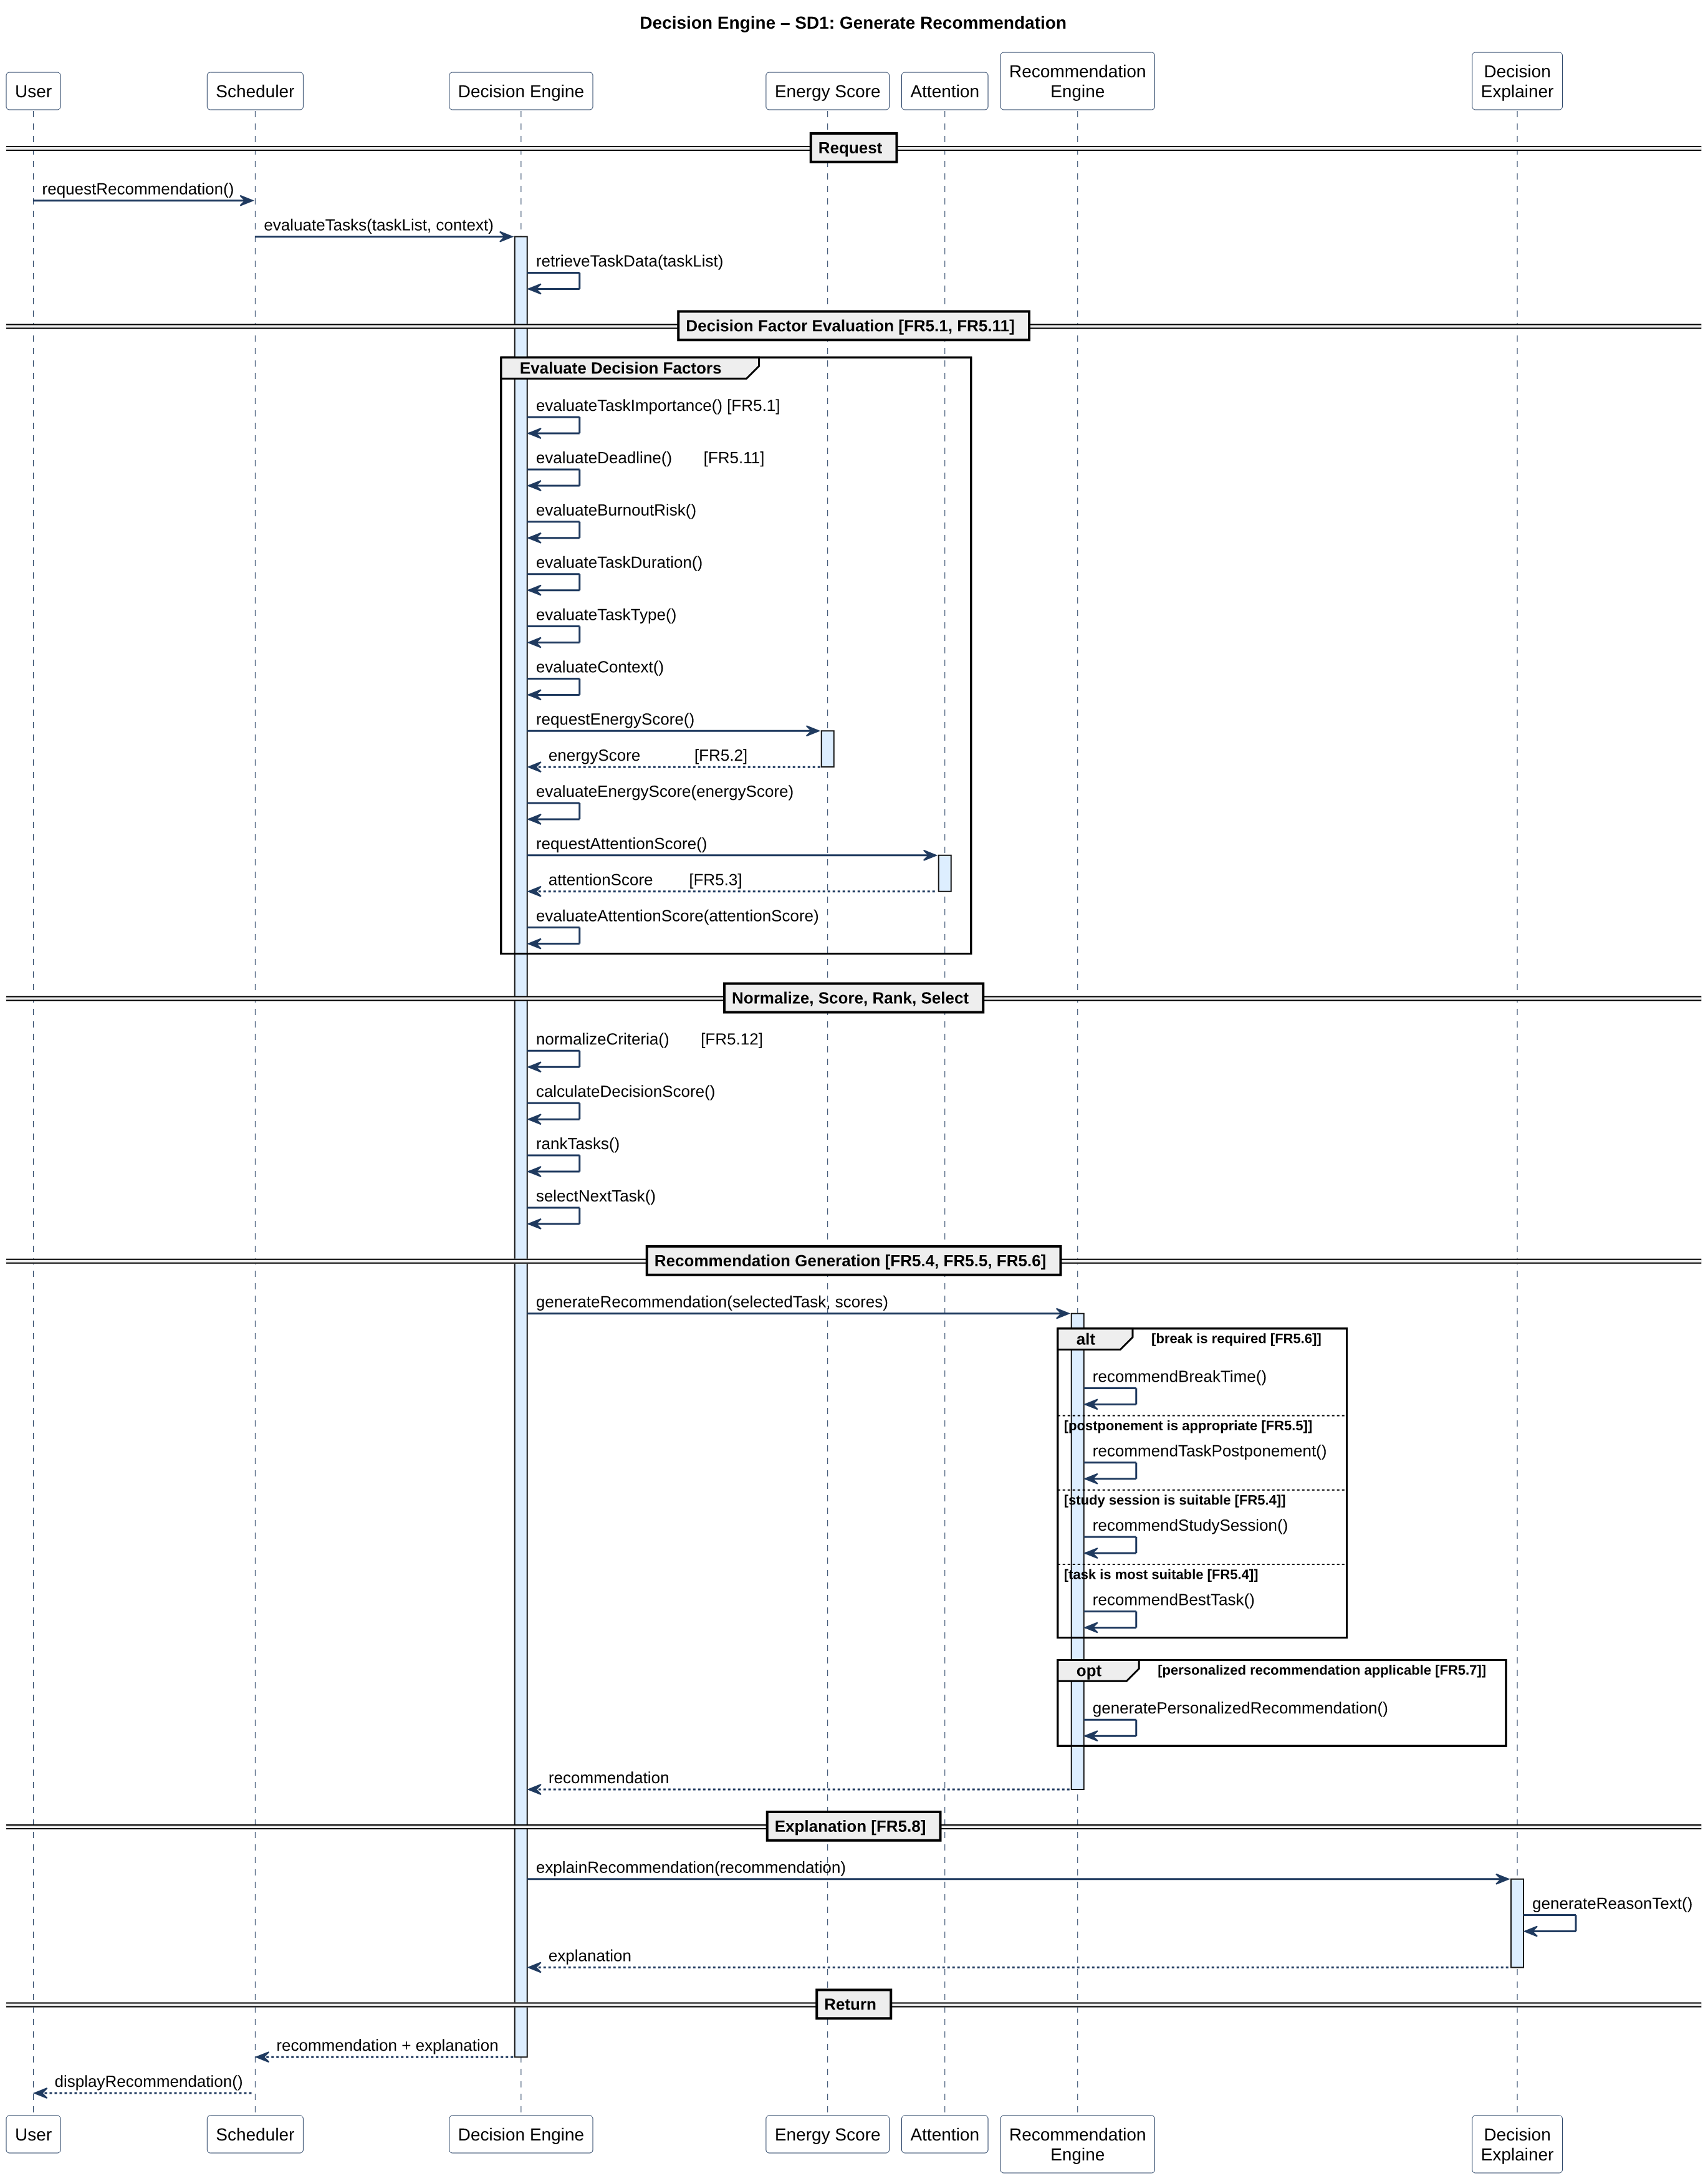 Decision Engine – SD1: Generate Recommendation
User
Scheduler
Decision Engine
Energy Score
Attention
Recommendation
Engine
Decision
Explainer
Request
requestRecommendation()
evaluateTasks(taskList, context)
retrieveTaskData(taskList)
Decision Factor Evaluation [FR5.1, FR5.11]
Evaluate Decision Factors
evaluateTaskImportance() [FR5.1]
evaluateDeadline() [FR5.11]
evaluateBurnoutRisk()
evaluateTaskDuration()
evaluateTaskType()
evaluateContext()
requestEnergyScore()
energyScore [FR5.2]
evaluateEnergyScore(energyScore)
requestAttentionScore()
attentionScore [FR5.3]
evaluateAttentionScore(attentionScore)
Normalize, Score, Rank, Select
normalizeCriteria() [FR5.12]
calculateDecisionScore()
rankTasks()
selectNextTask()
Recommendation Generation [FR5.4, FR5.5, FR5.6]
generateRecommendation(selectedTask, scores)
alt [break is required [FR5.6]]
recommendBreakTime()
[postponement is appropriate [FR5.5]]
recommendTaskPostponement()
[study session is suitable [FR5.4]]
recommendStudySession()
[task is most suitable [FR5.4]]
recommendBestTask()
opt [personalized recommendation applicable [FR5.7]]
generatePersonalizedRecommendation()
recommendation
Explanation [FR5.8]
explainRecommendation(recommendation)
generateReasonText()
explanation
Return
recommendation + explanation
displayRecommendation()
User
Scheduler
Decision Engine
Energy Score
Attention
Recommendation
Engine
Decision
Explainer